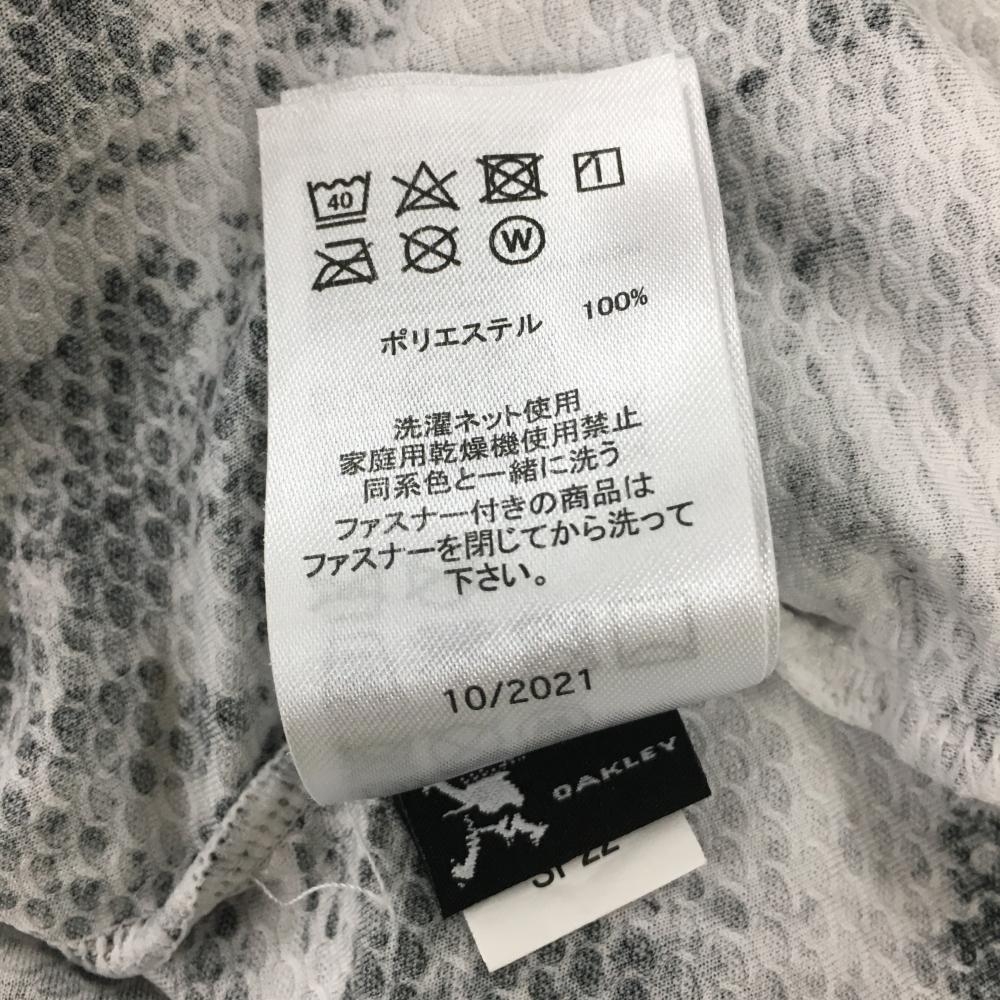 40
W
ポリエステル 100%
洗濯ネット使用
家庭用乾燥機使用禁止
同系色と一緒に洗う
ファスナー付きの商品は
ファスナーを閉じてから洗って
下さい。
10/2021
OAKLEY